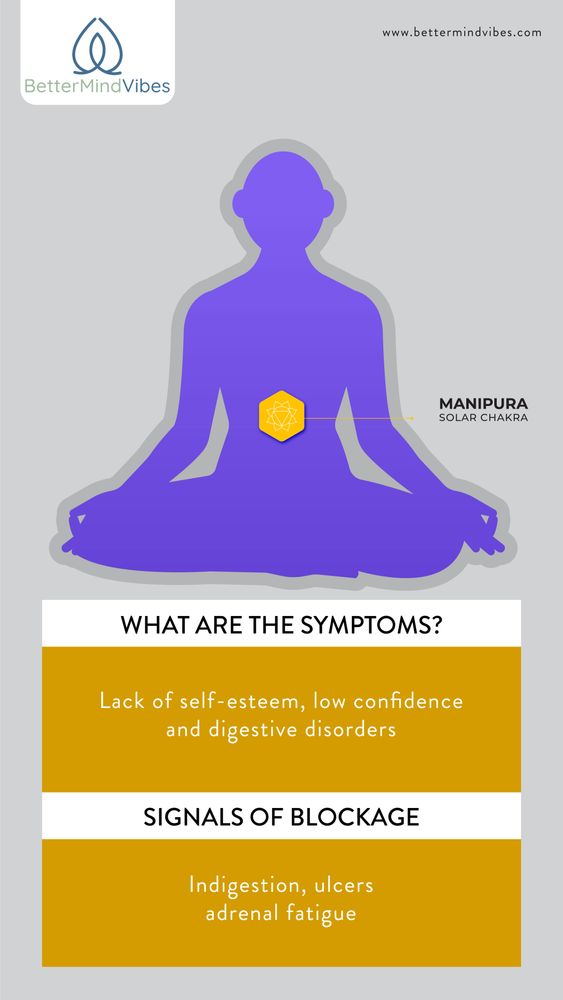 BetterMindVibes
www.bettermindvibes.com
MANIPURA
SOLAR CHAKRA
WHAT ARE THE SYMPTOMS?
Lack of self-esteem, low confidence
and digestive disorders
SIGNALS OF BLOCKAGE
Indigestion, ulcers
adrenal fatigue